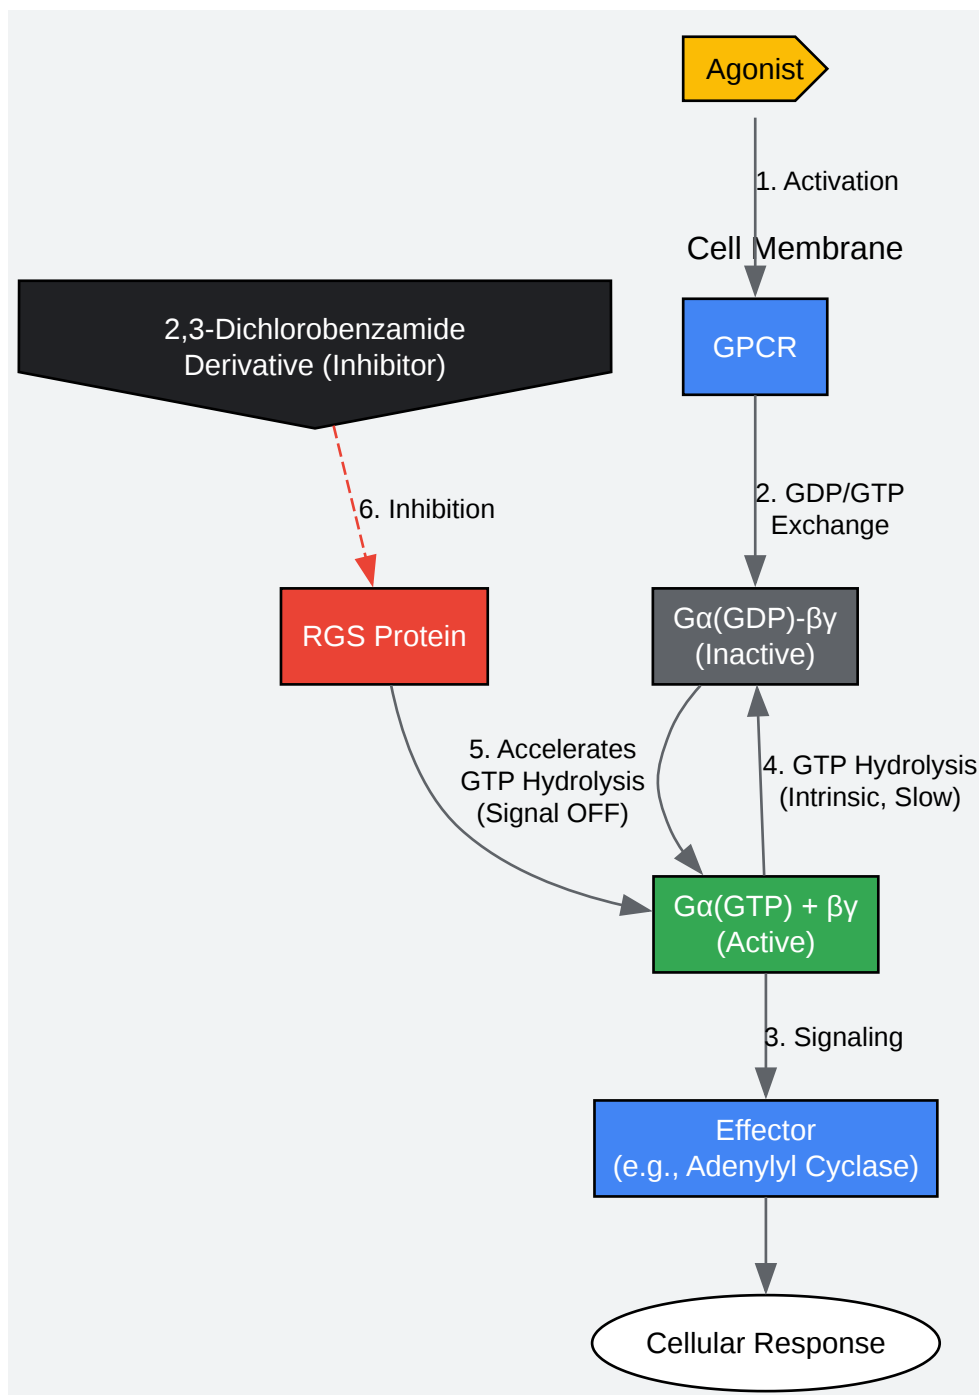 Agonist
1. Activation
Cell Membrane
2,3-Dichlorobenzamide
Derivative (Inhibitor)
GPCR
6. Inhibition
2. GDP/GTP
Exchange
RGS Protein
Gα(GDP)-βγ
(Inactive)
5. Accelerates
GTP Hydrolysis
(Signal OFF)
4. GTP Hydrolysis
(Intrinsic, Slow)
Gα(GTP) + βγ
(Active)
3. Signaling
Effector
(e.g., Adenylyl Cyclase)
Cellular Response